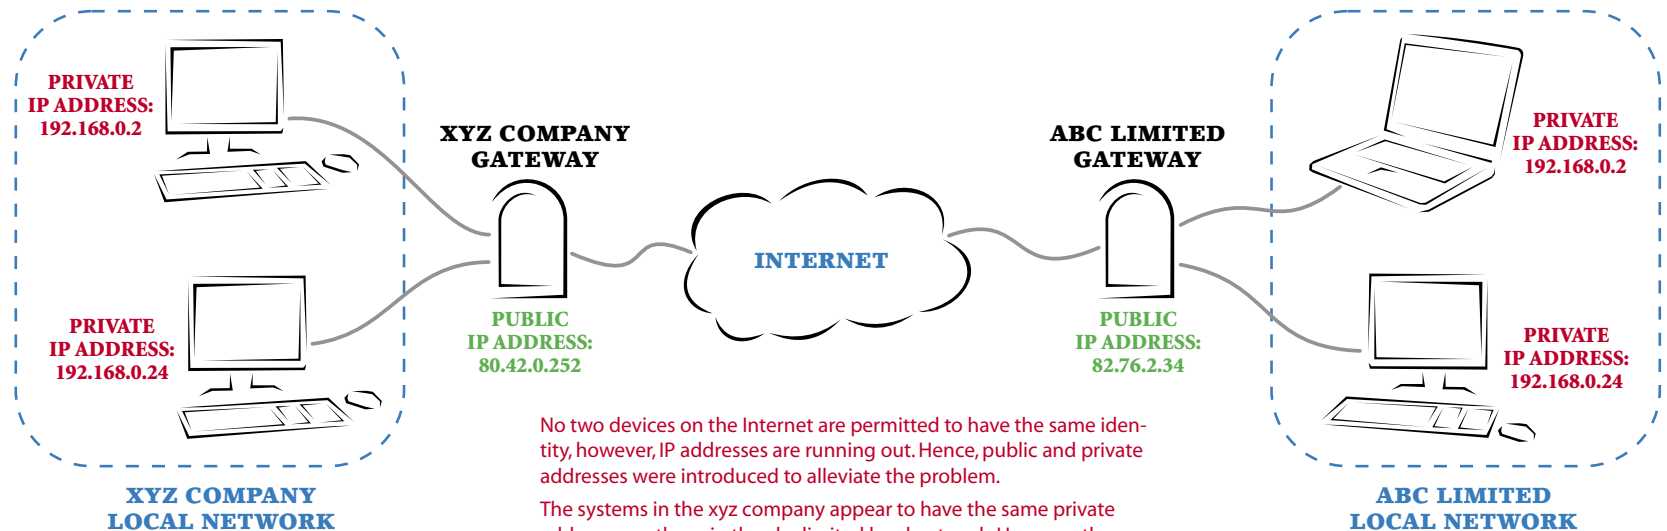 PRIVATE
IP ADDRESS:
192.168.0.2
PRIVATE
IP ADDRESS:
192.168.0.24
XYZ COMPANY
LOCAL NETWORK
XYZ COMPANY
GATEWAY
PUBLIC
IP ADDRESS:
80.42.0.252
INTERNET
ABC LIMITED
GATEWAY
PUBLIC
IP ADDRESS:
82.76.2.34
PRIVATE
IP ADDRESS:
192.168.0.2
PRIVATE
IP ADDRESS:
192.168.0.24
ABC LIMITED
LOCAL NETWORK
No two devices on the Internet are permitted to have the same iden-
tity, however, IP addresses are running out. Hence, public and private
addresses were introduced to alleviate the problem.
The systems in the xyz company appear to have the same private